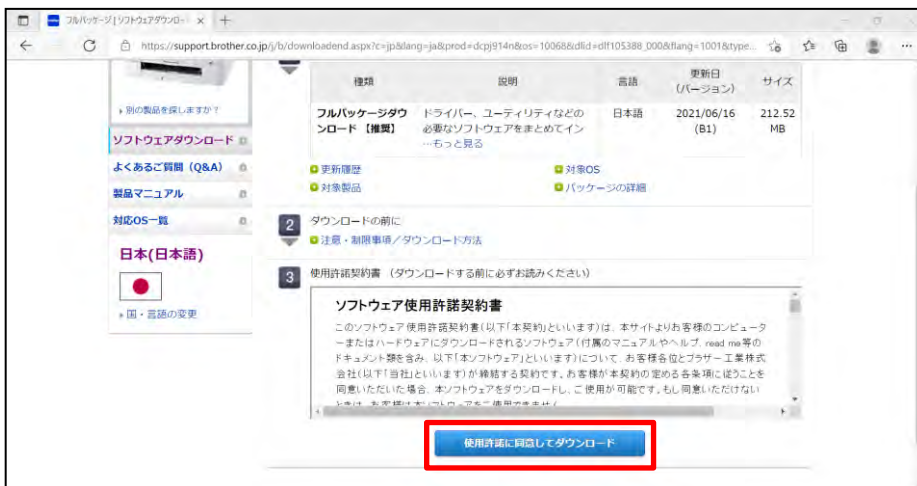 フルパッケージ | ソフトウェアダウンロー
https://support.brother.co.jp/j/b/downloadend.aspx?c=jp&lang=ja&prod=dcpj914n&os=10068&dlid=dlf105388_000&flang=1001&type...
別の製品を探しますか?
ソフトウェアダウンロード
よくあるご質問(Q&A)
製品マニュアル
対応OS一覧
日本(日本語)
国・言語の変更
種類 説明 言語 更新日 サイズ
(バージョン)
フルパッケージダウ ドライバー、ユーティリティなどの 日本語 2021/06/16 212.52
ンロード 【推奨】 必要なソフトウェアをまとめてイン (B1) MB
…もっと見る
更新履歴 対象OS
対象製品 パッケージの詳細
2 ダウンロードの前に
注意・制限事項/ダウンロード方法
3 使用許諾契約書 (ダウンロードする前に必ずお読みください)
ソフトウェア使用許諾契約書
このソフトウェア使用許諾契約書(以下「本契約」といいます)は、本サイトよりお客様のコンピュータ
ーまたはハードウェアにダウンロードされるソフトウェア(付属のマニュアルやヘルプ、read me等の
ドキュメント類を含み、以下「本ソフトウェア」といいます)について、お客様各位とブラザー工業株式
会社(以下「当社」といいます)が締結する契約です。お客様が本契約の定める各条項に従うことを
同意いただいた場合、本ソフトウェアをダウンロードし、ご使用が可能です。もし同意いただけない
使用許諾に同意してダウンロード